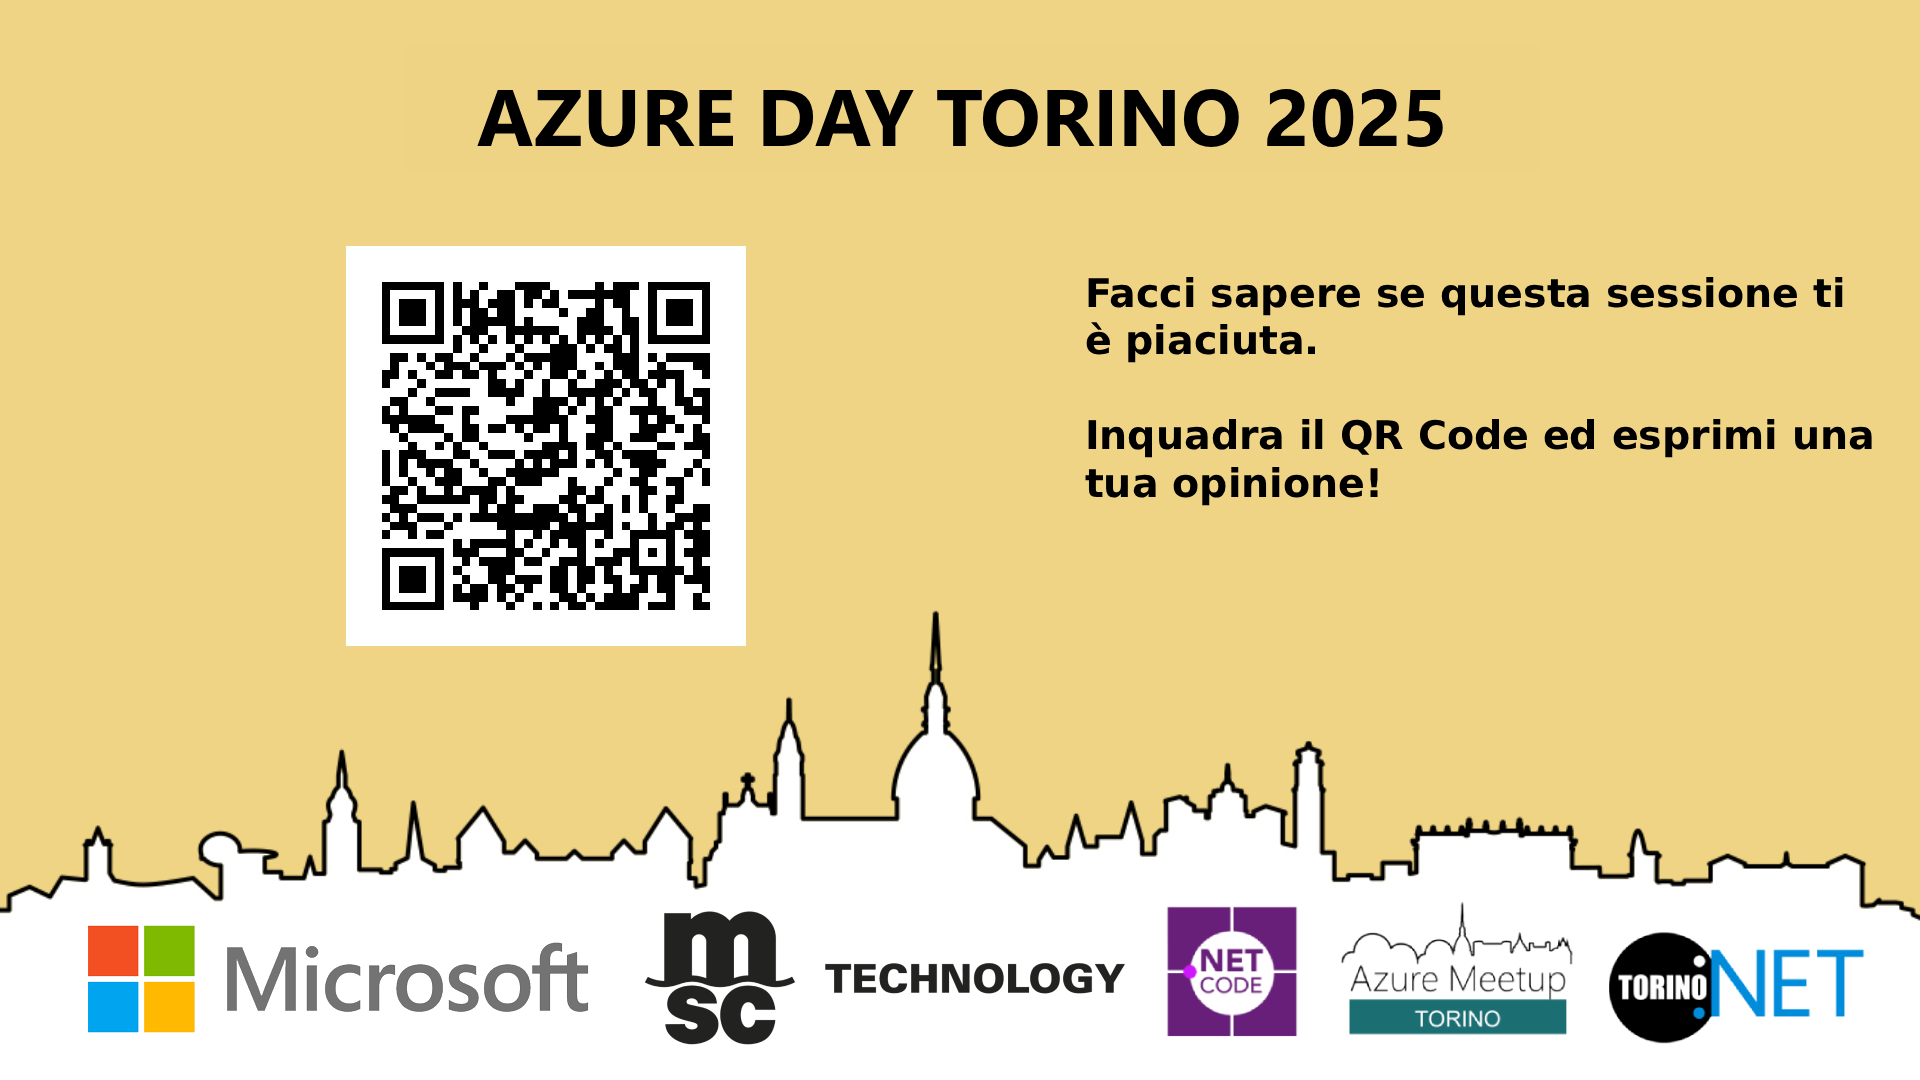 AZURE DAY TORINO 2025
Facci sapere se questa sessione ti
è piaciuta.
Inquadra il QR Code ed esprimi una
tua opinione!
Microsoft
msc
TECHNOLOGY
NET
CODE
Azure Meetup
TORINO
TORINO.NET